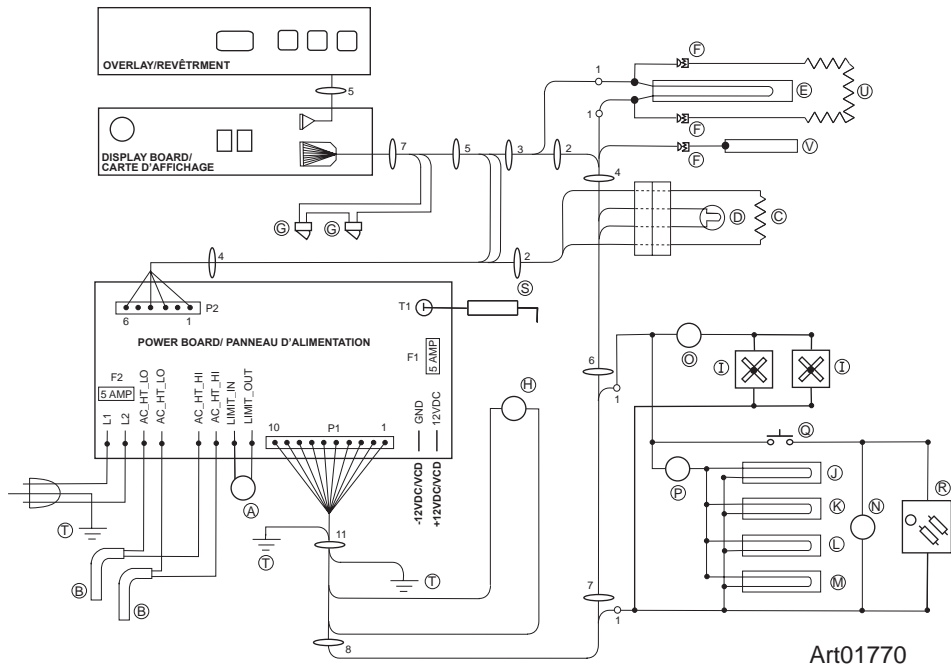 OVERLAY/REVÊTRMENT
5
DISPLAY BOARD/
CARTE D'AFFICHAGE
7
5
3
2
1
1
4
F
E
U
F
F
V
D
C
G
G
4
2
S
P2
6
1
T1
POWER BOARD/ PANNEAU D'ALIMENTATION
F1
5 AMP
F2
5 AMP
L1
L2
AC_HT_LO
AC_HT_LO
AC_HT_HI
AC_HT_HI
LIMIT_IN
LIMIT_OUT
10
P1
1
GND
12VDC
-12VDC/VCD
+12VDC/VCD
H
6
1
O
I
I
Q
P
J
K
L
M
N
R
A
T
B
B
T
11
T
8
7
1
Art01770